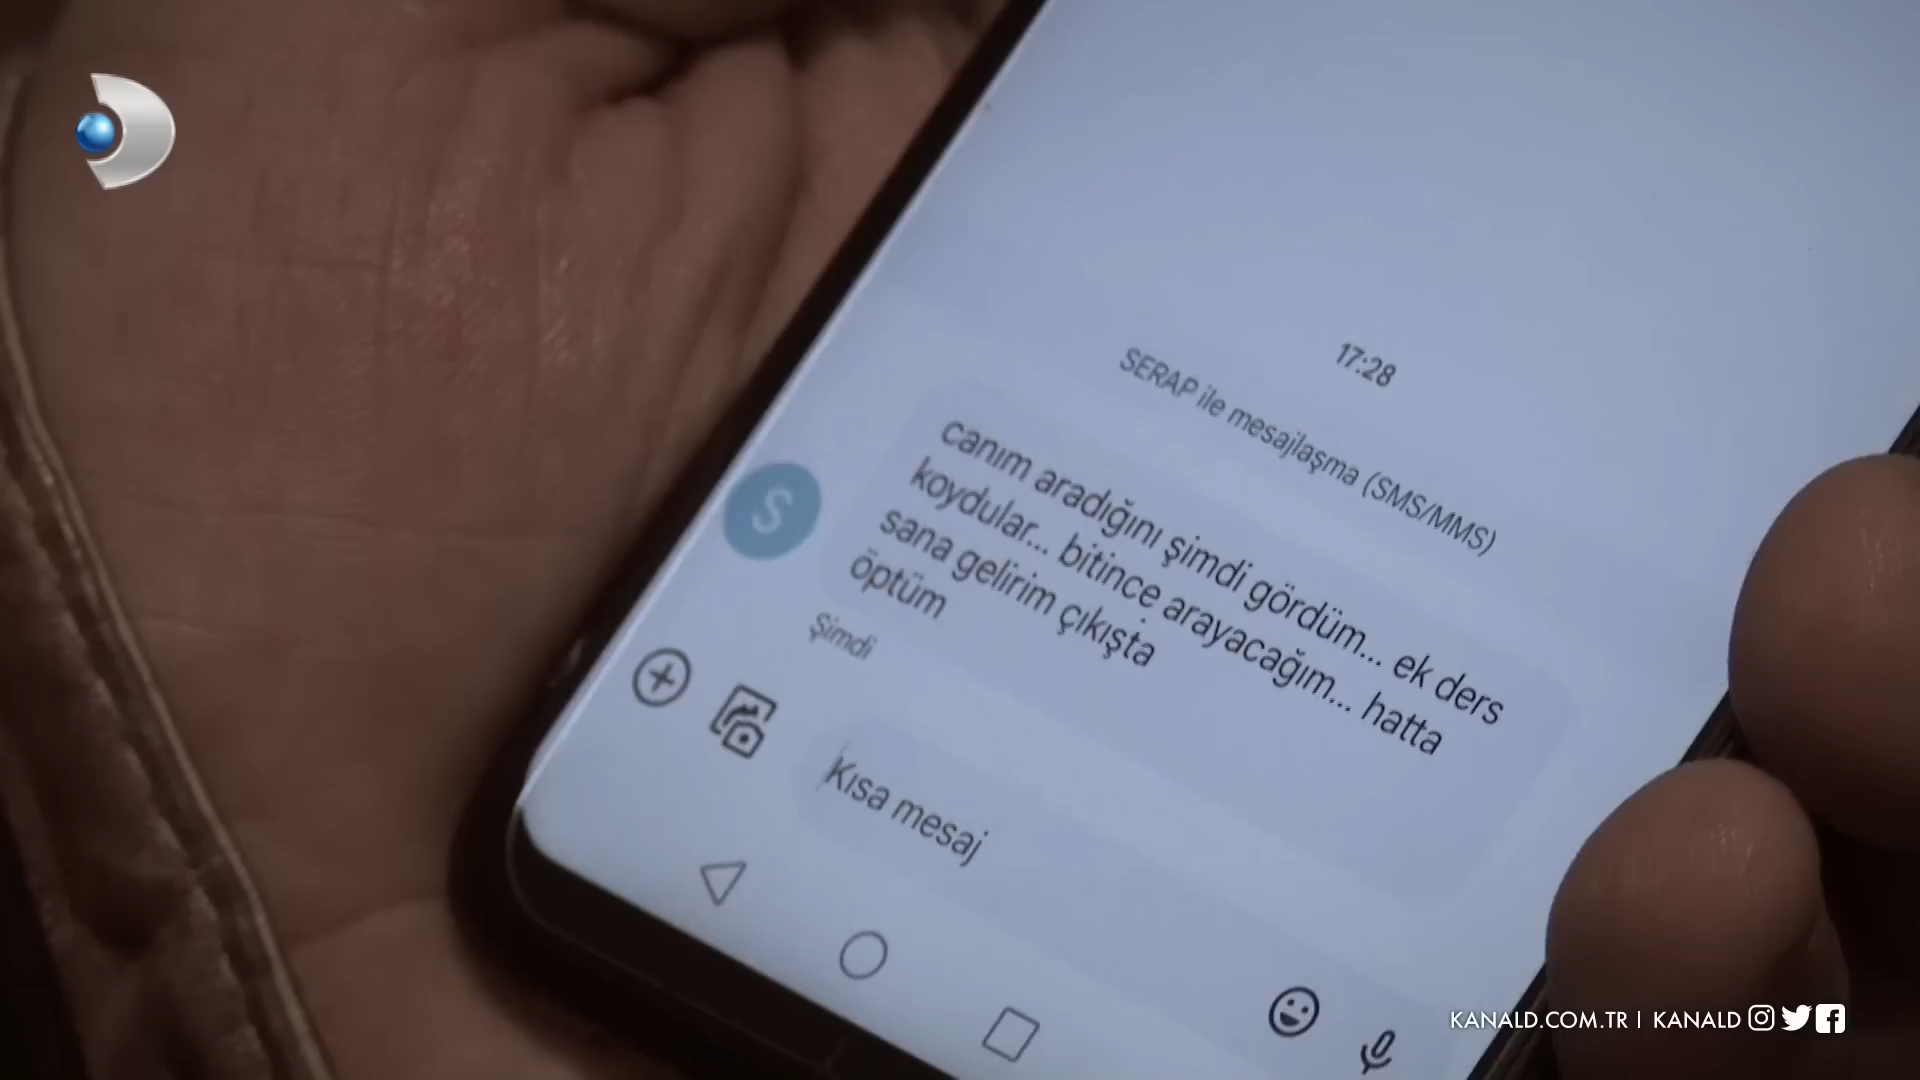 17:28
SERAP ile mesajlaşma (SMS/MMS)
canım aradığını şimdi gördüm... ek ders
koydular... bitince arayacağım... hatta
sana gelirim çıkışta
öptüm
S
Şimdi
Kısa mesaj
KANALD.COM.TR | KANALD